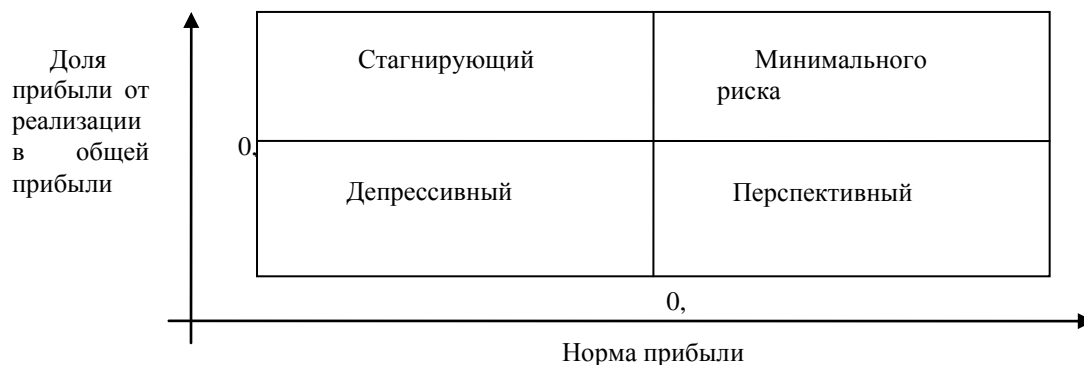 Доля
прибыли от
реализации
в общей
прибыли
Стагнирующий
Минимального
риска
0,
Депрессивный
Перспективный
0,
Норма прибыли